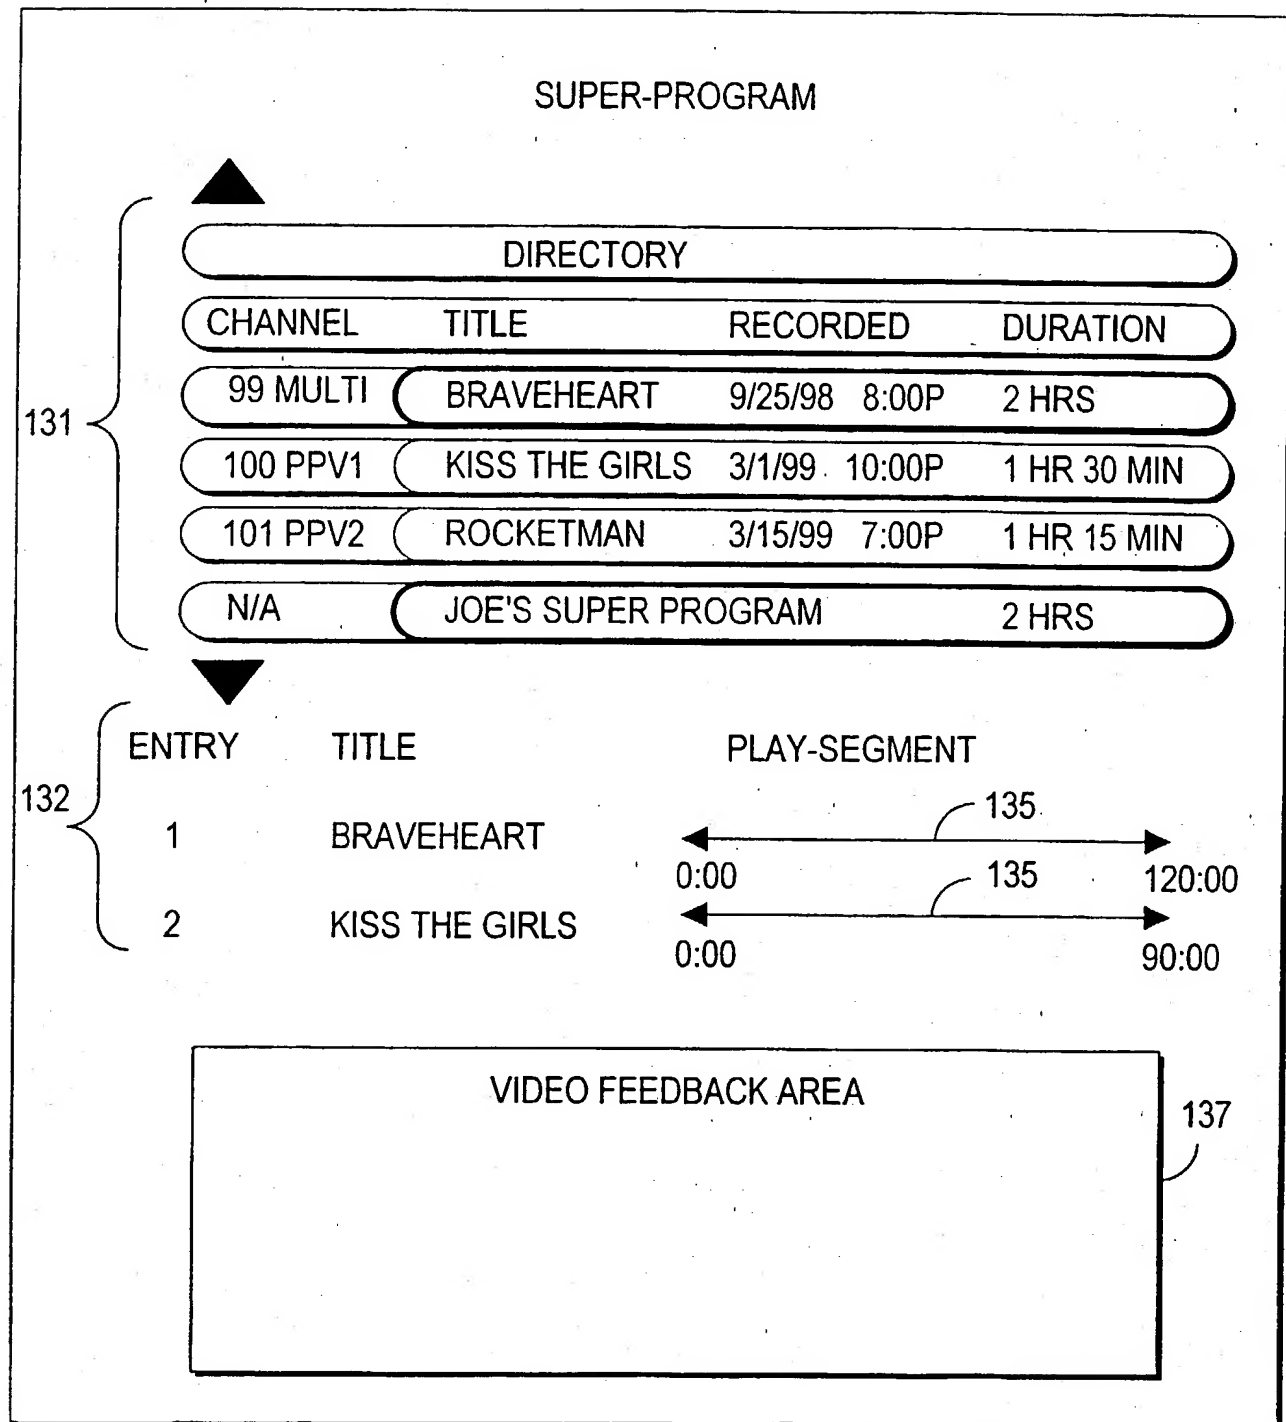 SUPER-PROGRAM
DIRECTORY
CHANNEL TITLE RECORDED DURATION
99 MULTI BRAVEHEART 9/25/98 8:00P 2 HRS
131
100 PPV1 KISS THE GIRLS 3/1/99 10:00P 1 HR 30 MIN
101 PPV2 ROCKETMAN 3/15/99 7:00P 1 HR 15 MIN
N/A JOE'S SUPER PROGRAM 2 HRS
ENTRY TITLE PLAY-SEGMENT
132
135
1 BRAVEHEART
0:00 135 120:00
2 KISS THE GIRLS
0:00 90:00
VIDEO FEEDBACK AREA
137